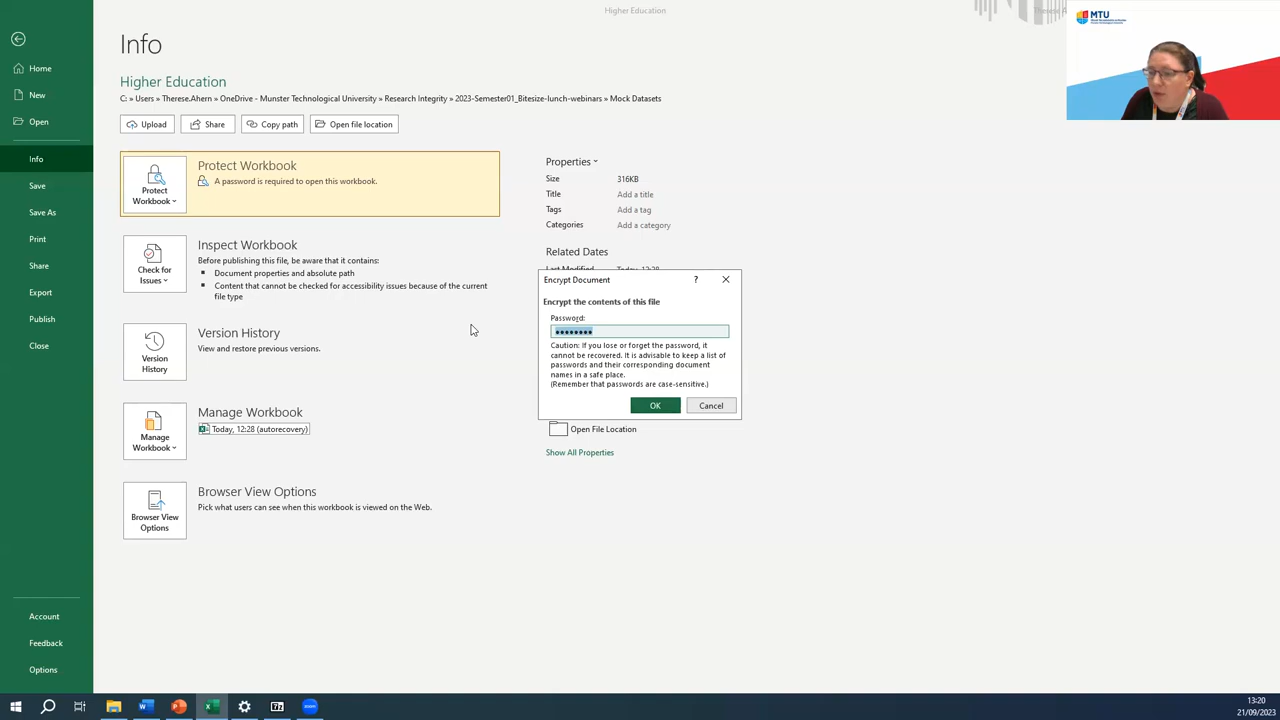 Higher Education
MTU
Info
Home
New
Open
Info
Save
Save As
Print
Share
Export
Publish
Close
Account
Feedback
Options
Higher Education
C: » Users » Therese.Ahern » OneDrive - Munster Technological University » Research Integrity » 2023-Semester01_Bitesize-lunch-webinars » Mock Datasets
Upload
Share
Copy path
Open file location
Protect
Workbook
Protect Workbook
A password is required to open this workbook.
Check for
Issues
Inspect Workbook
Before publishing this file, be aware that it contains:
Document properties and absolute path
Content that cannot be checked for accessibility issues because of the current
file type
Version
History
Version History
View and restore previous versions.
Manage
Workbook
Manage Workbook
Today, 12:28 (autorecovery)
Browser View
Options
Browser View Options
Pick what users can see when this workbook is viewed on the Web.
Properties
Size 316KB
Title Add a title
Tags Add a tag
Categories Add a category
Related Dates
Last Modified Today, 12:28
Encrypt Document ?
Encrypt the contents of this file
Password:
••••••••
Caution: If you lose or forget the password, it
cannot be recovered. It is advisable to keep a list of
passwords and their corresponding document
names in a safe place.
(Remember that passwords are case-sensitive.)
OK
Cancel
Open File Location
Show All Properties
13:20
21/09/2023